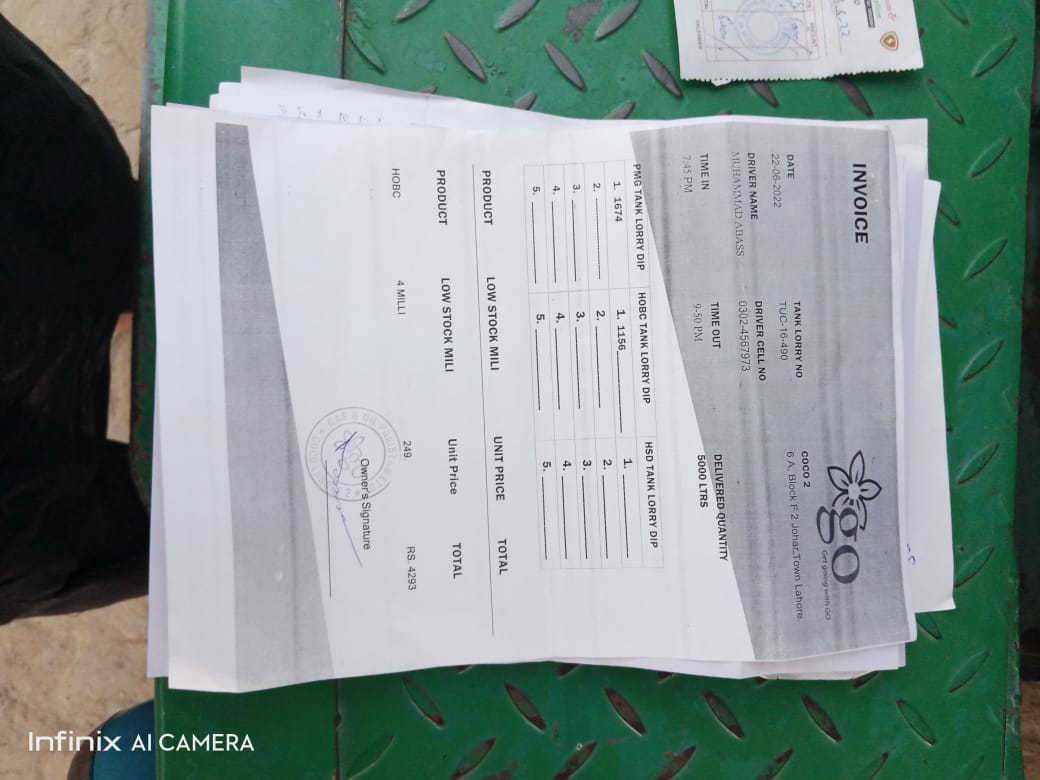 Infinix AI CAMERA
INVOICE
go
Get going with GO
DATE
22-06-2022
TANK LORRY NO
TUC-16-490
COCO 2
6 A, Block F 2 Johar,Town Lahore.
DRIVER NAME
MUHAMMAD ABASS
DRIVER CELL NO
0302-4567973
TIME IN
7:45 PM
TIME OUT
9-50 PM
DELIVERED QUANTITY
5000 LTRS
PMG TANK LORRY DIP HOBC TANK LORRY DIP HSD TANK LORRY DIP
1. 1674 1. 1156 1.
2. 2. 2.
3. 3. 3.
4. 4. 4.
5. 5. 5.
PRODUCT LOW STOCK MILI UNIT PRICE TOTAL
PRODUCT LOW STOCK MILI Unit Price TOTAL
HOBC 4 MILLI 249. RS. 4293
Owner's Signature